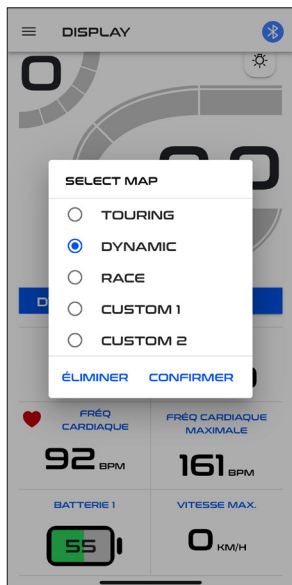 DISPLAY
0
SELECT MAP
TOURING
DYNAMIC
RACE
CUSTOM 1
CUSTOM 2
ÉLIMINER CONFIRMER
FRÉQ
CARDIAQUE
FRÉQ CARDIAQUE
MAXIMALE
92 BPM
161 BPM
BATTERIE 1
VITESSE MAX.
55
0 KM/H